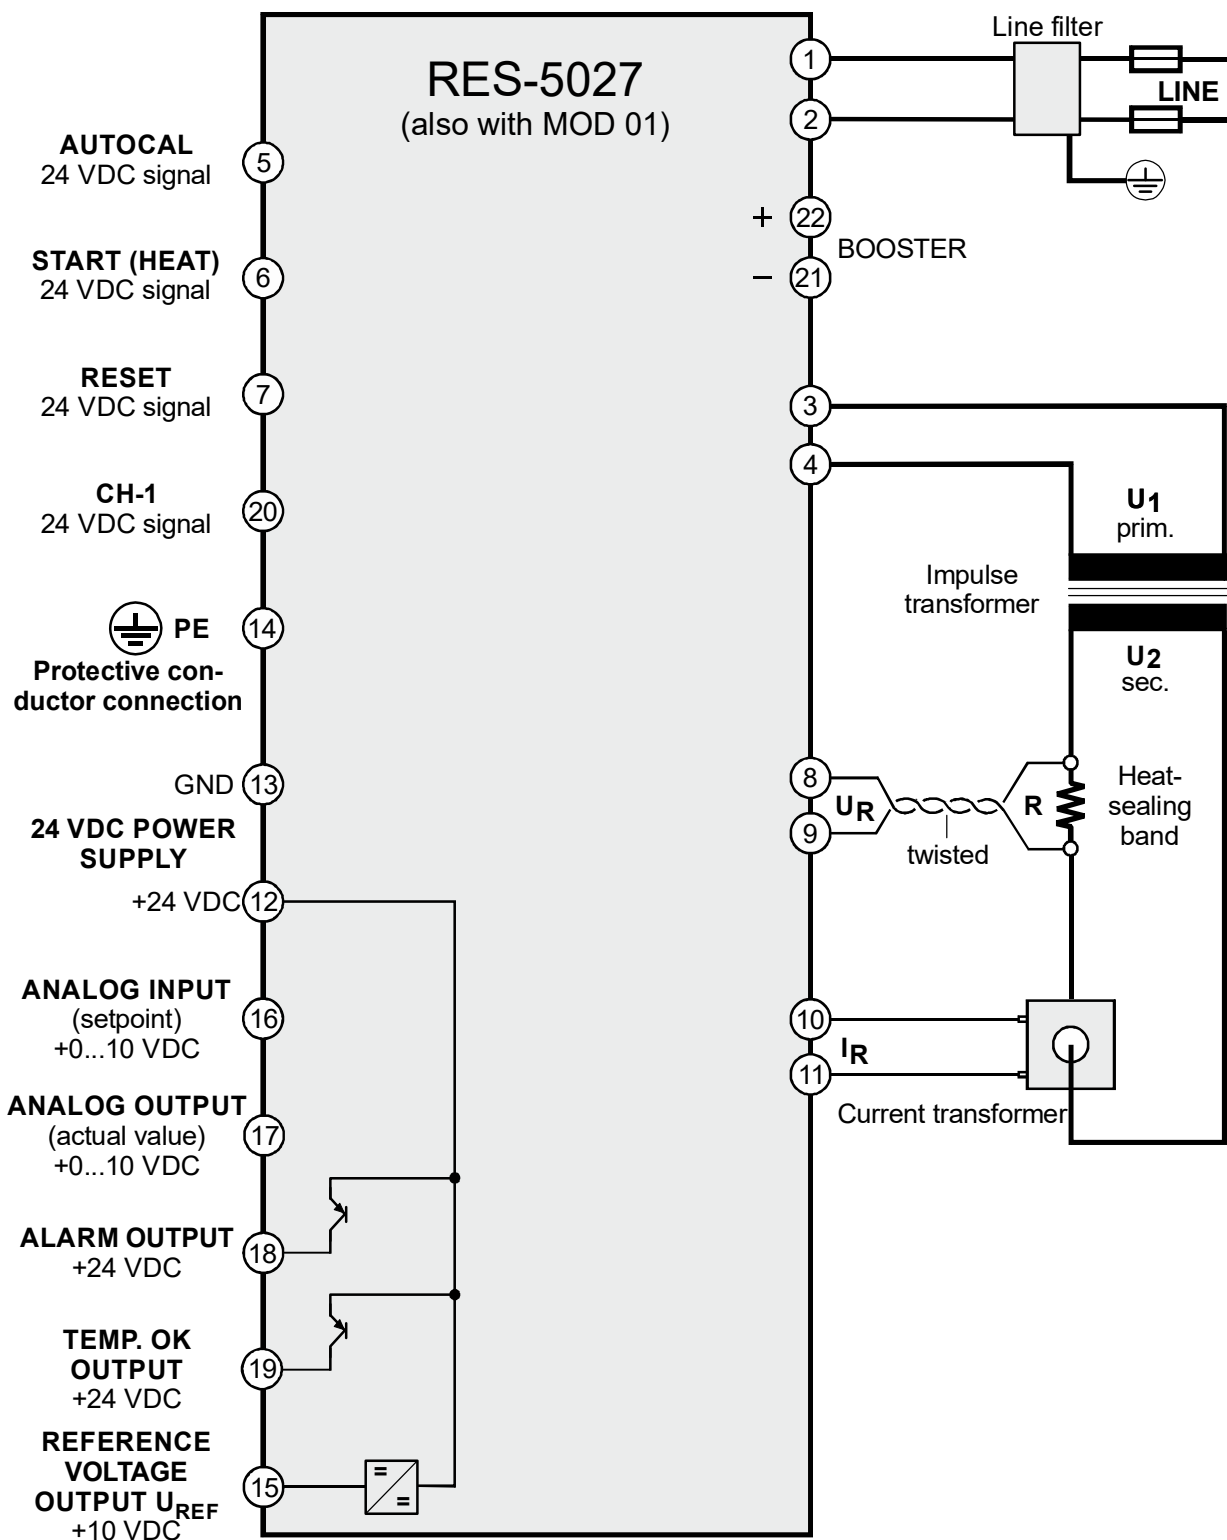 RES-5027
(also with MOD 01)
AUTOCAL
24 VDC signal
5
START (HEAT)
24 VDC signal
6
RESET
24 VDC signal
7
CH-1
24 VDC signal
20
PE
14
Protective con-
ductor connection
GND
13
24 VDC POWER
SUPPLY
+24 VDC
12
ANALOG INPUT
(setpoint)
+0...10 VDC
16
ANALOG OUTPUT
(actual value)
+0...10 VDC
17
ALARM OUTPUT
+24 VDC
18
TEMP. OK
OUTPUT
+24 VDC
19
REFERENCE
VOLTAGE
OUTPUT UREF
+10 VDC
15
=
=
1
2
Line filter
LINE
+
22
BOOSTER
−
21
3
4
U1
prim.
Impulse
transformer
U2
sec.
8
9
UR
twisted
R
Heat-
sealing
band
10
11
IR
Current transformer